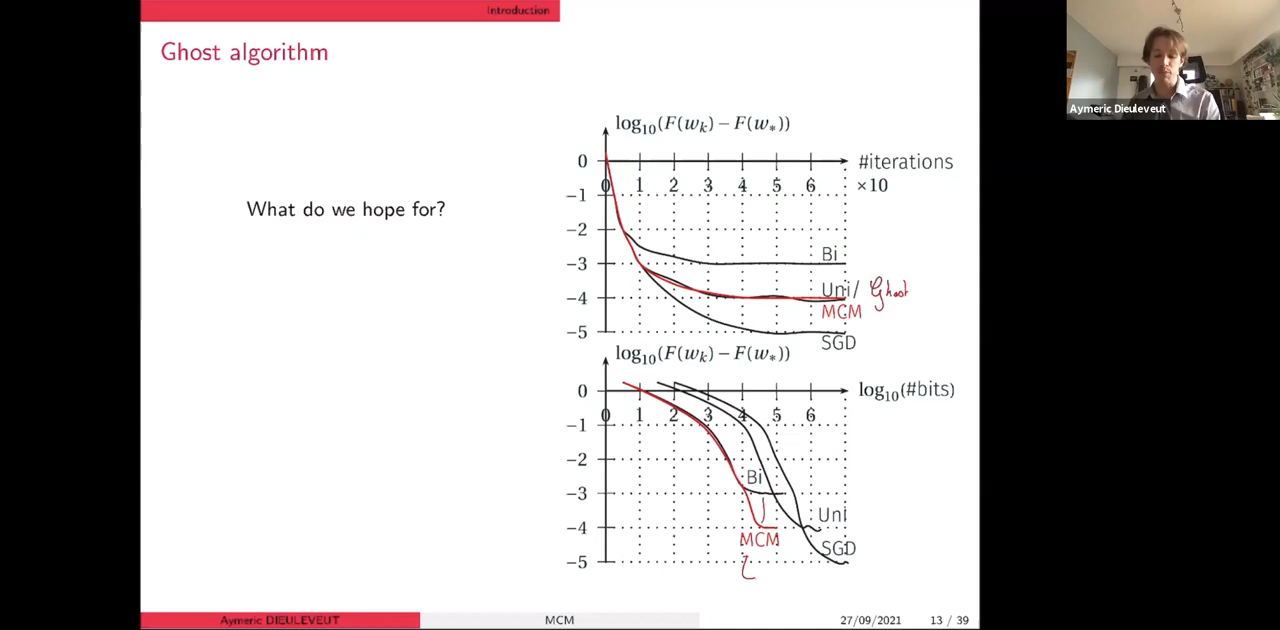 Introduction
Ghost algorithm
What do we hope for?
log₁₀(F(wₖ) − F(w*))
0
#iterations
0 1 2 3 4 5 6
×10
−1
−2
Bi
−3
Uni/ Ghost
−4
MCM
−5
SGD
log₁₀(F(wₖ) − F(w*))
0
log₁₀(#bits)
0 1 2 3 4 5 6
−1
−2
Bi
−3
Uni
−4
MCM
SGD
−5
Aymeric DIEULEVEUT
MCM
27/09/2021
13 / 39
Aymeric Dieuleveut